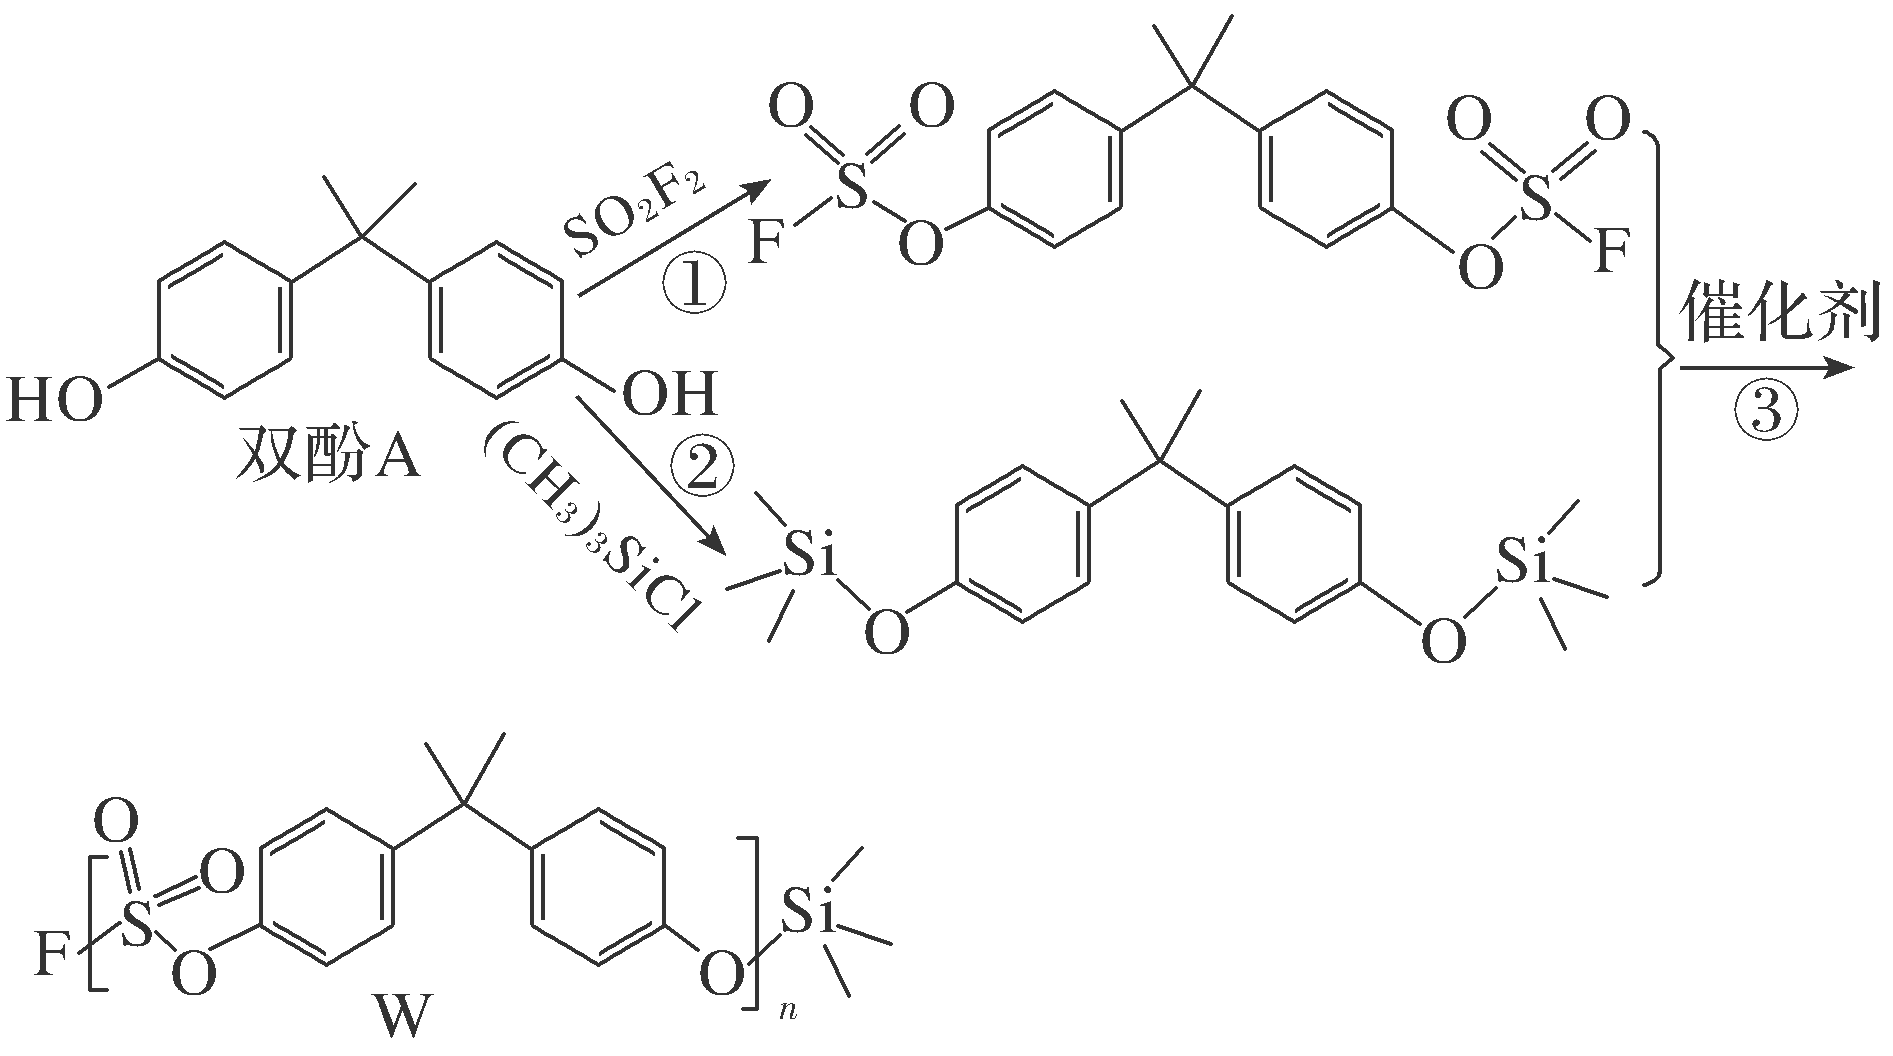 O O
S
F O
O O
S
O F
SO₂F₂
①
HO
OH
双酚A
(CH₃)₃SiCl
②
Si
O
Si
O
催化剂
③
O
O
F S
O
O
Si
n
W